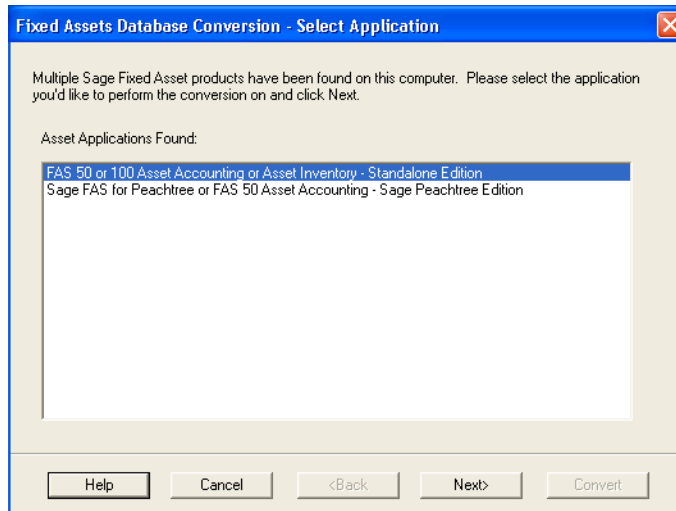 Fixed Assets Database Conversion - Select Application
Multiple Sage Fixed Asset products have been found on this computer.  Please select the application
you'd like to perform the conversion on and click Next.
Asset Applications Found:
FAS 50 or 100 Asset Accounting or Asset Inventory - Standalone Edition
Sage FAS for Peachtree or FAS 50 Asset Accounting - Sage Peachtree Edition
Help Cancel <Back Next> Convert